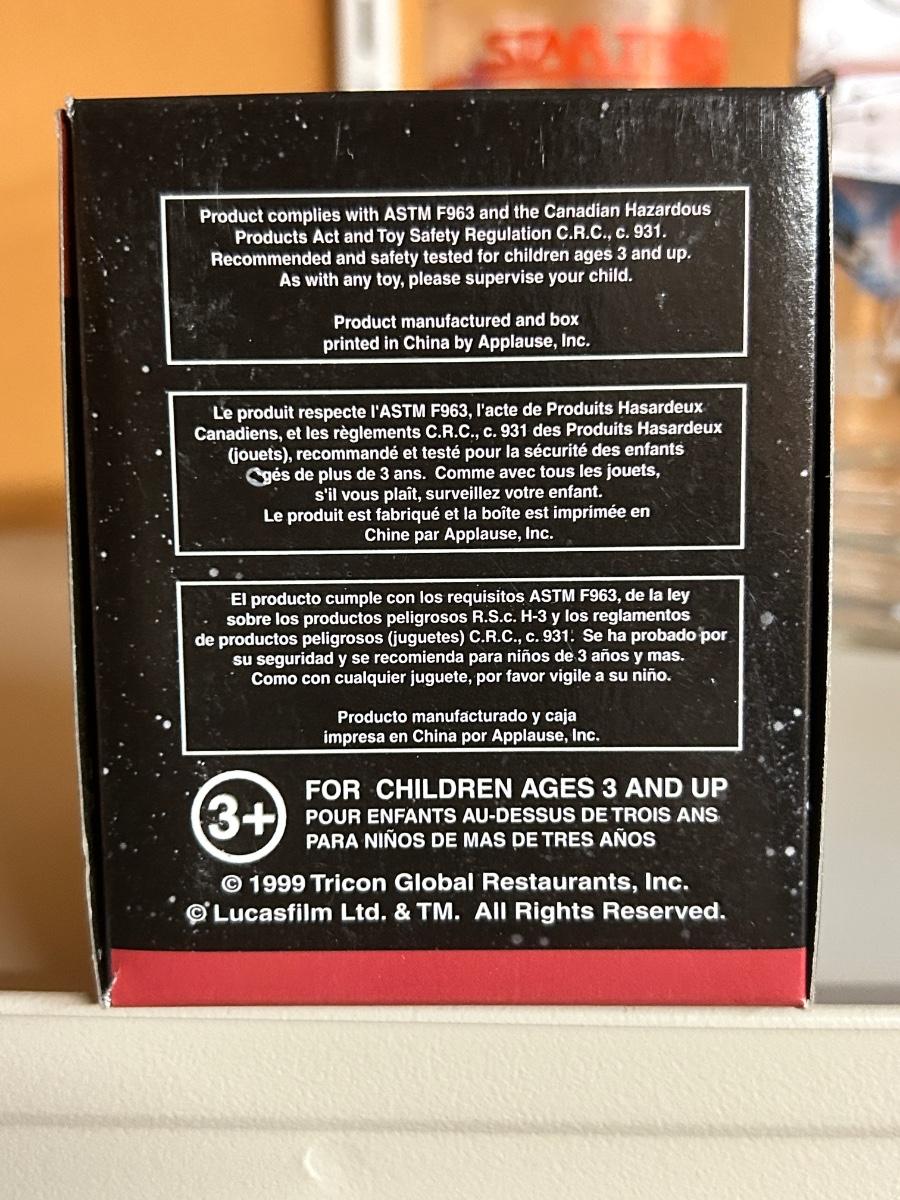 STAR TREK
Product complies with ASTM F963 and the Canadian Hazardous
Products Act and Toy Safety Regulation C.R.C., c. 931.
Recommended and safety tested for children ages 3 and up.
As with any toy, please supervise your child.
Product manufactured and box
printed in China by Applause, Inc.
Le produit respecte l'ASTM F963, l'acte de Produits Hasardeux
Canadiens, et les règlements C.R.C., c. 931 des Produits Hasardeux
(jouets), recommandé et testé pour la sécurité des enfants
gés de plus de 3 ans. Comme avec tous les jouets,
s'il vous plaît, surveillez votre enfant.
Le produit est fabriqué et la boîte est imprimée en
Chine par Applause, Inc.
El producto cumple con los requisitos ASTM F963, de la ley
sobre los productos peligrosos R.S.c. H-3 y los reglamentos
de productos peligrosos (juguetes) C.R.C., c. 931. Se ha probado por
su seguridad y se recomienda para niños de 3 años y mas.
Como con cualquier juguete, por favor vigile a su niño.
Producto manufacturado y caja
impresa en China por Applause, Inc.
3+
FOR CHILDREN AGES 3 AND UP
POUR ENFANTS AU-DESSUS DE TROIS ANS
PARA NIÑOS DE MAS DE TRES AÑOS
© 1999 Tricon Global Restaurants, Inc.
© Lucasfilm Ltd. & TM. All Rights Reserved.